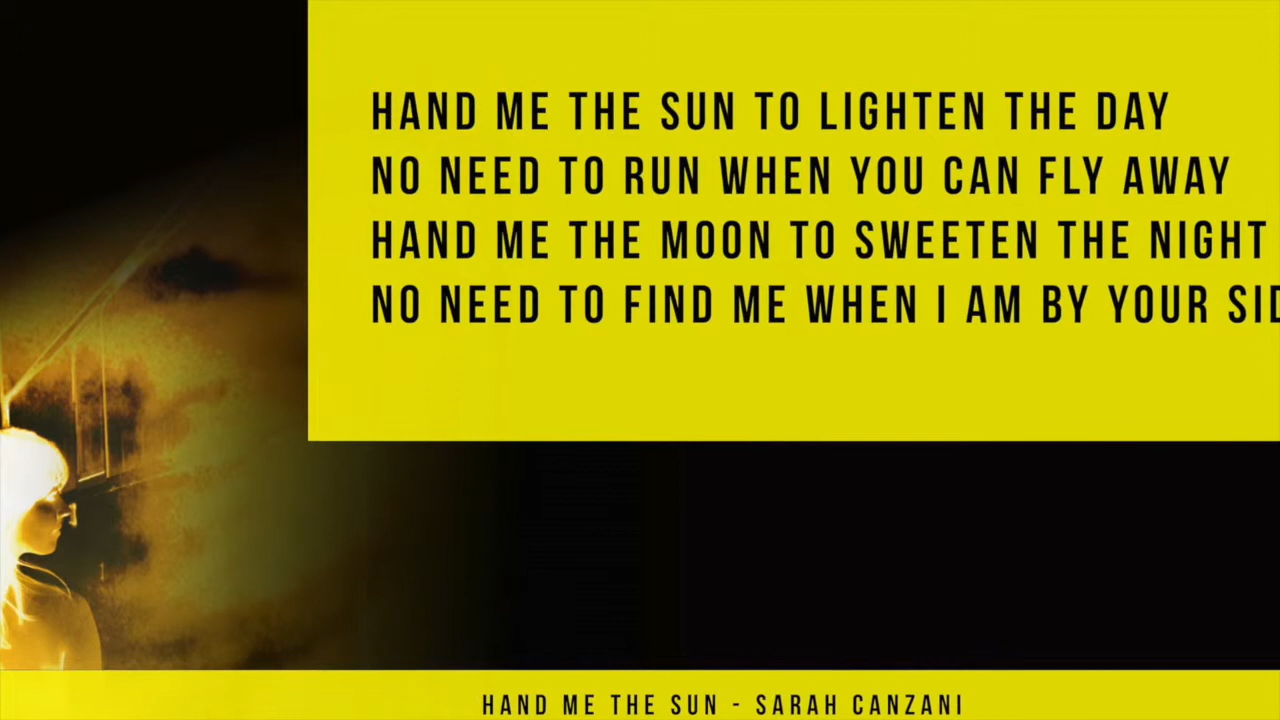 HAND ME THE SUN TO LIGHTEN THE DAY
NO NEED TO RUN WHEN YOU CAN FLY AWAY
HAND ME THE MOON TO SWEETEN THE NIGHT
NO NEED TO FIND ME WHEN I AM BY YOUR
HAND ME THE SUN - SARAH CANZANI